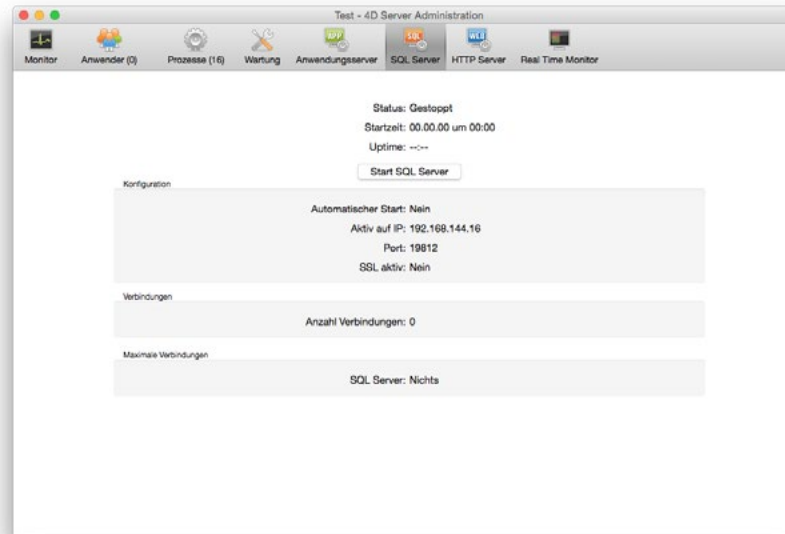 Test - 4D Server Administration
Monitor Anwender (0) Prozesse (16) Wartung Anwendungsserver SQL Server HTTP Server Real Time Monitor
Status: Gestoppt
Startzeit: 00.00.00 um 00:00
Uptime: --:--
Start SQL Server
Konfiguration
Automatischer Start: Nein
Aktiv auf IP: 192.168.144.16
Port: 19812
SSL aktiv: Nein
Verbindungen
Anzahl Verbindungen: 0
Maximale Verbindungen
SQL Server: Nichts